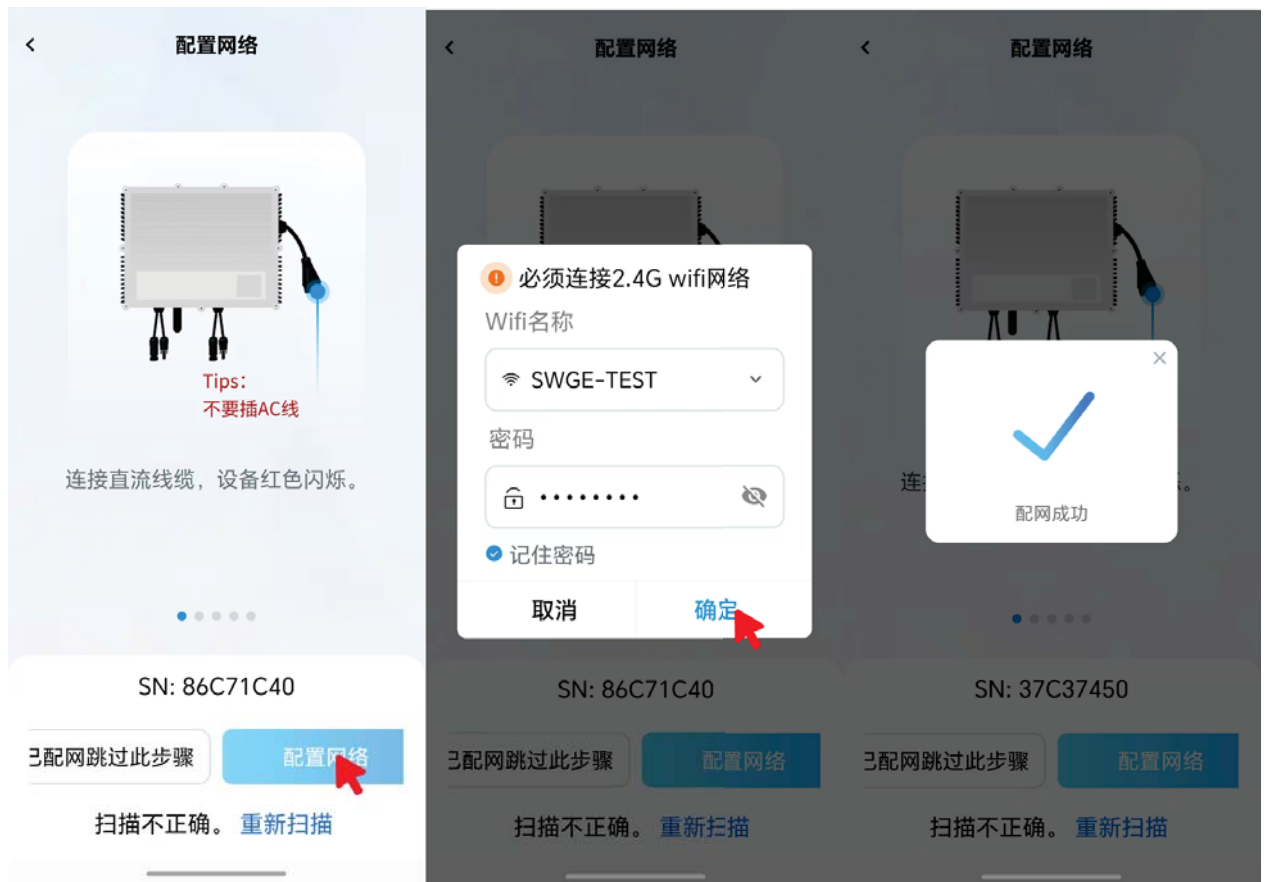 配置网络
Tips：
不要插AC线
连接直流线缆，设备红色闪烁。
SN: 86C71C40
已配网跳过此步骤
配置网络
扫描不正确。 重新扫描
配置网络
必须连接2.4G wifi网络
Wifi名称
SWGE-TEST
密码
记住密码
取消
确定
SN: 86C71C40
已配网跳过此步骤
配置网络
扫描不正确。 重新扫描
配置网络
连
配网成功
SN: 37C37450
已配网跳过此步骤
配置网络
扫描不正确。 重新扫描